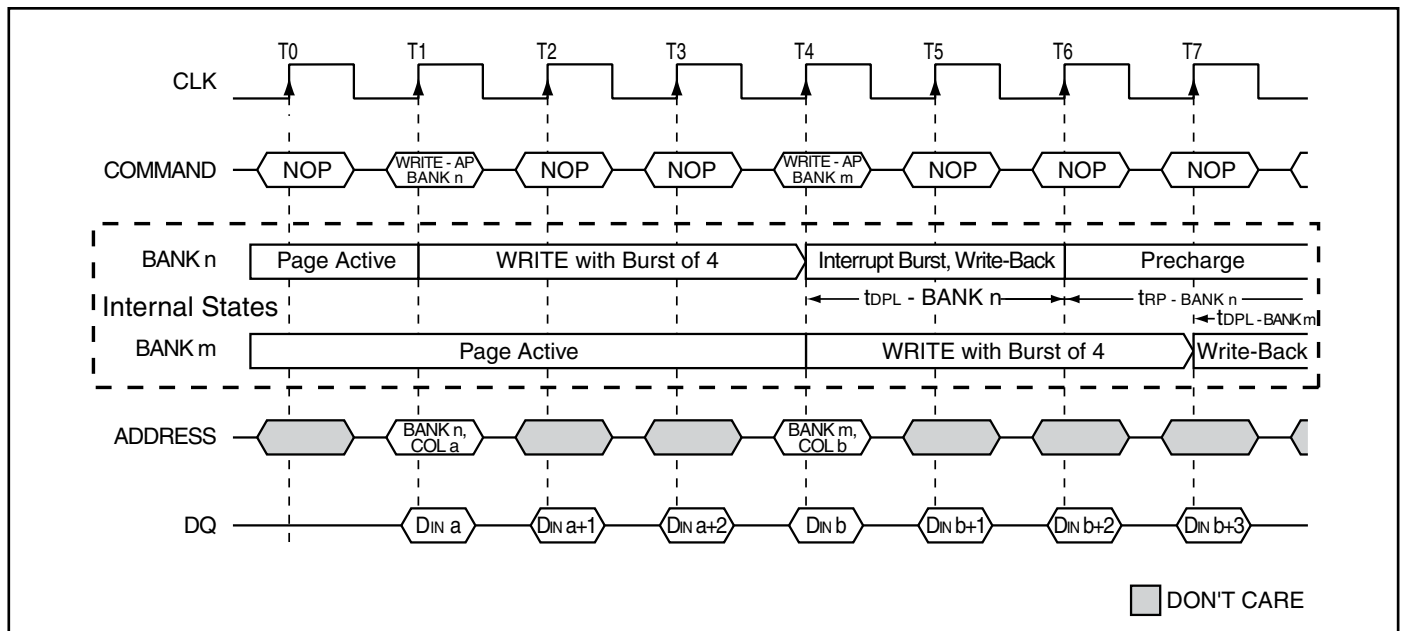 T0 T1 T2 T3 T4 T5 T6 T7
CLK
COMMAND NOP WRITE - AP BANK n NOP NOP WRITE - AP BANK m NOP NOP NOP
BANK n Page Active WRITE with Burst of 4 Interrupt Burst, Write-Back Precharge
Internal States tDPL - BANK n tRP - BANK n
tDPL - BANK m
BANK m Page Active WRITE with Burst of 4 Write-Back
ADDRESS BANK n, COL a BANK m, COL b
DQ DIN a DIN a+1 DIN a+2 DIN b DIN b+1 DIN b+2 DIN b+3
DON'T CARE